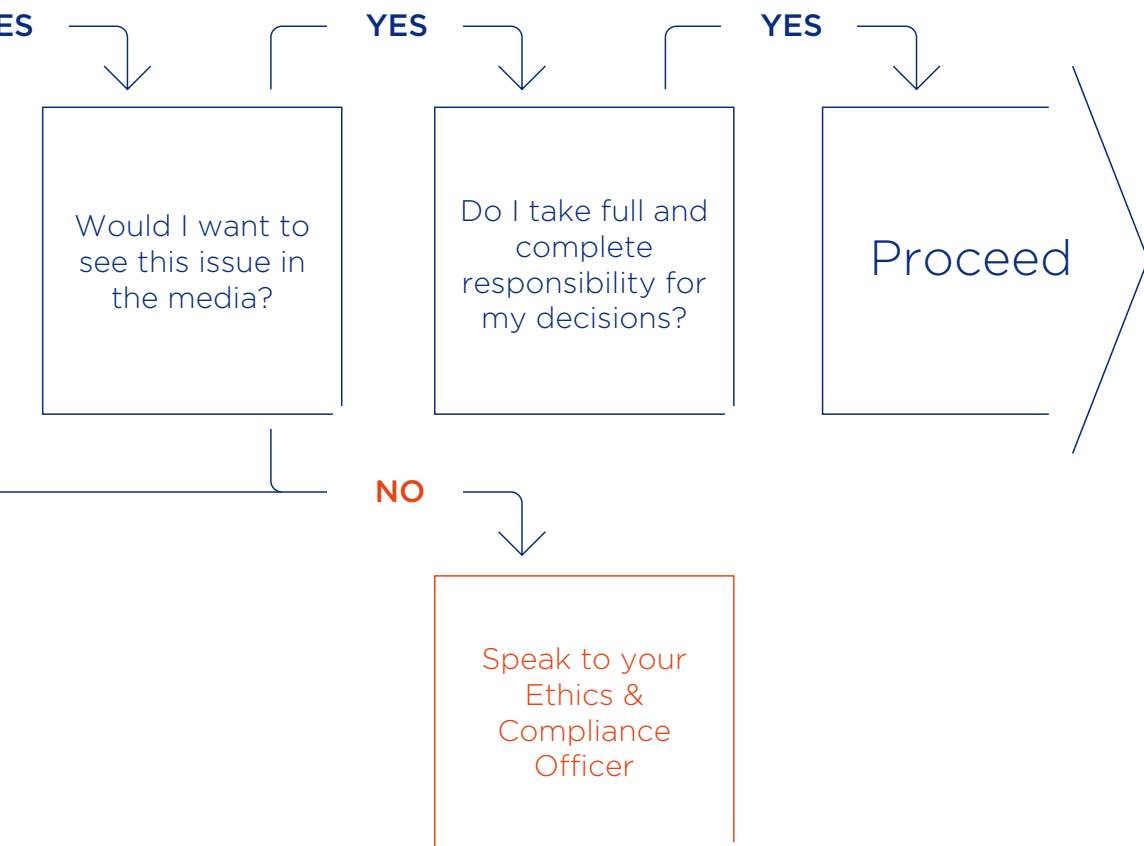 ES
YES
YES
Would I want to
see this issue in
the media?
Do I take full and
complete
responsibility for
my decisions?
Proceed
NO
Speak to your
Ethics &
Compliance
Officer